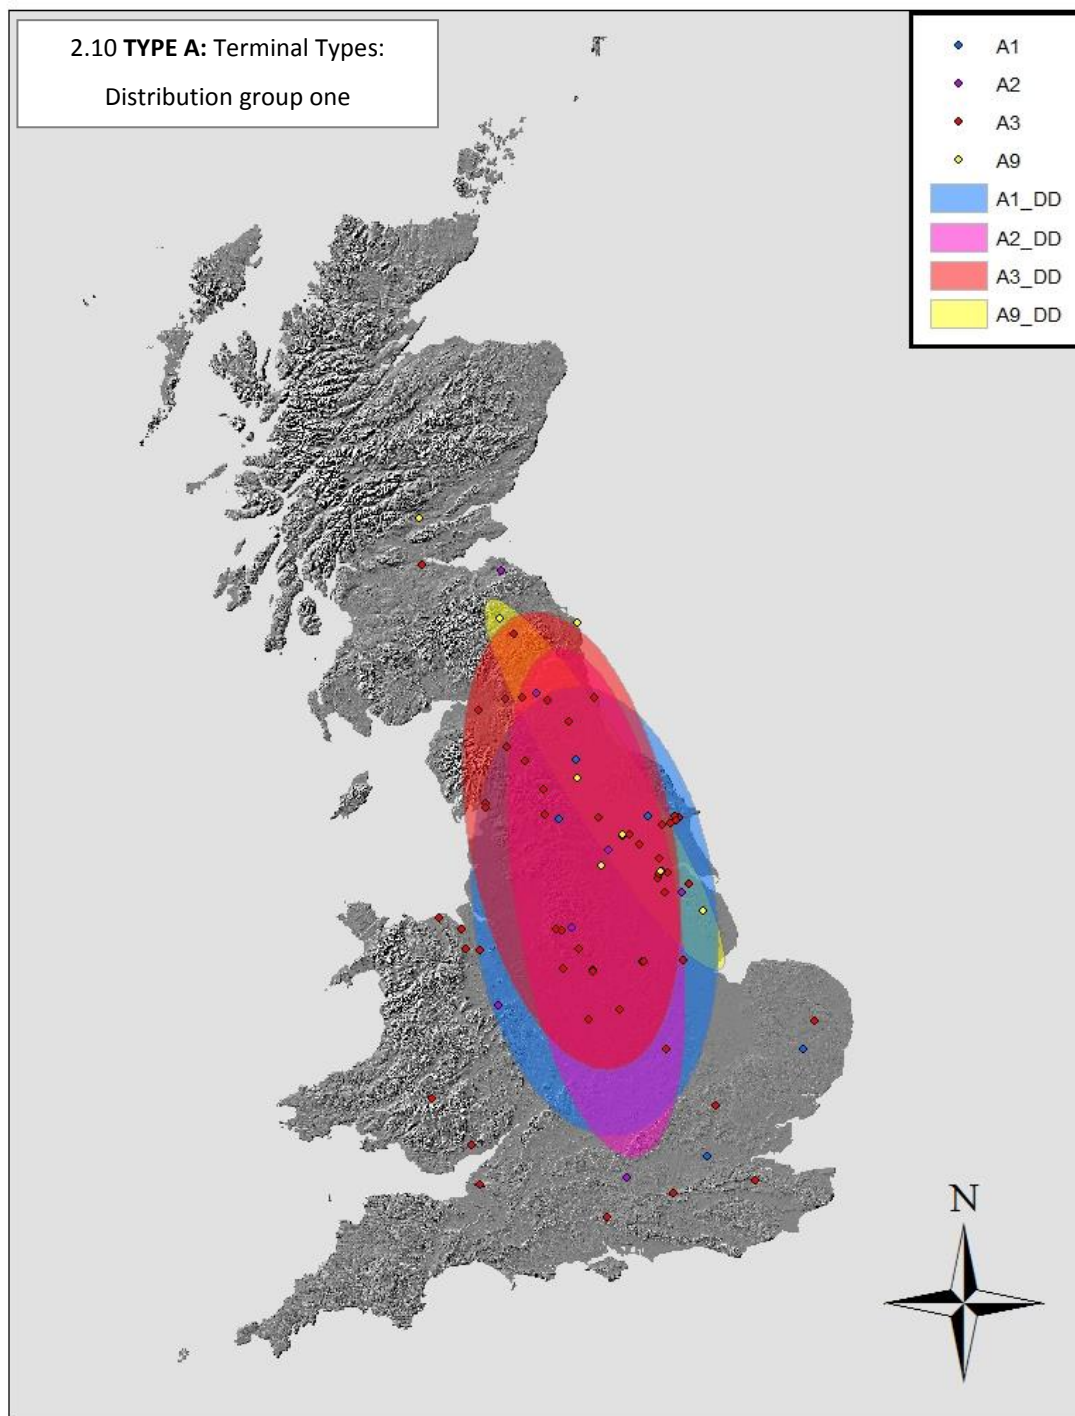 2.10 TYPE A: Terminal Types:
Distribution group one
A1
A2
A3
A9
A1_DD
A2_DD
A3_DD
A9_DD
N